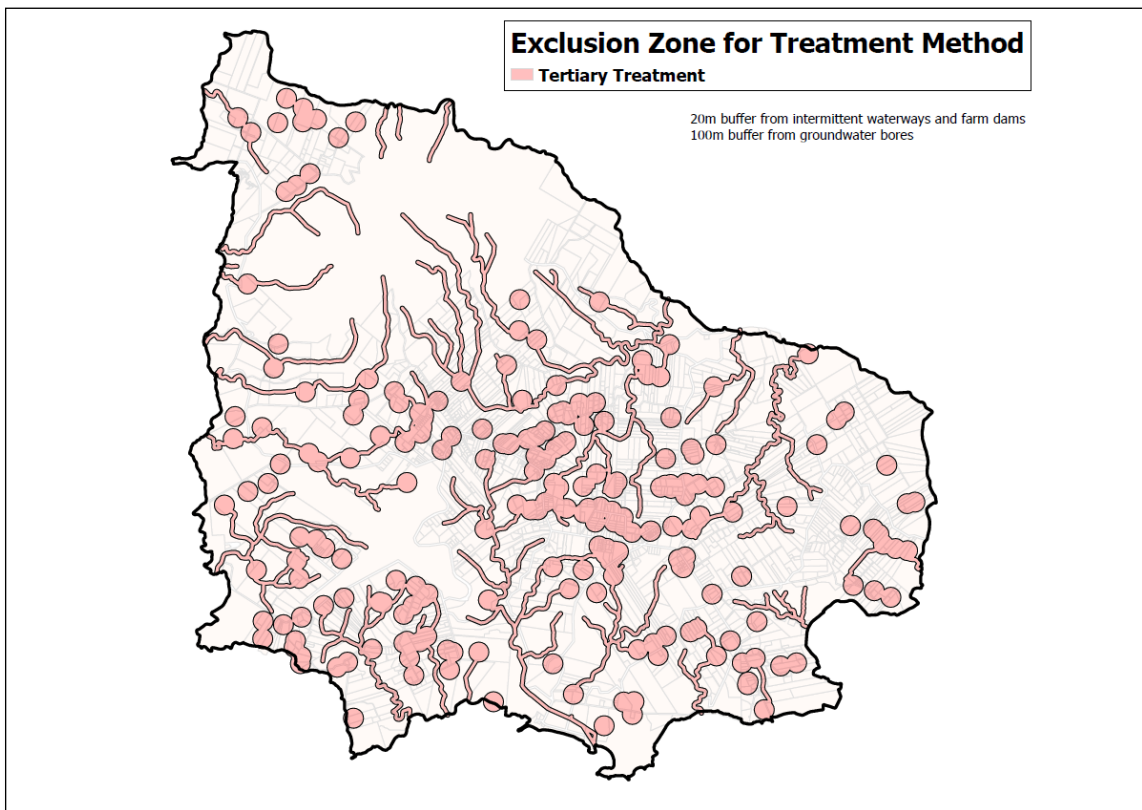 Exclusion Zone for Treatment Method
Tertiary Treatment
20m buffer from intermittent waterways and farm dams
100m buffer from groundwater bores